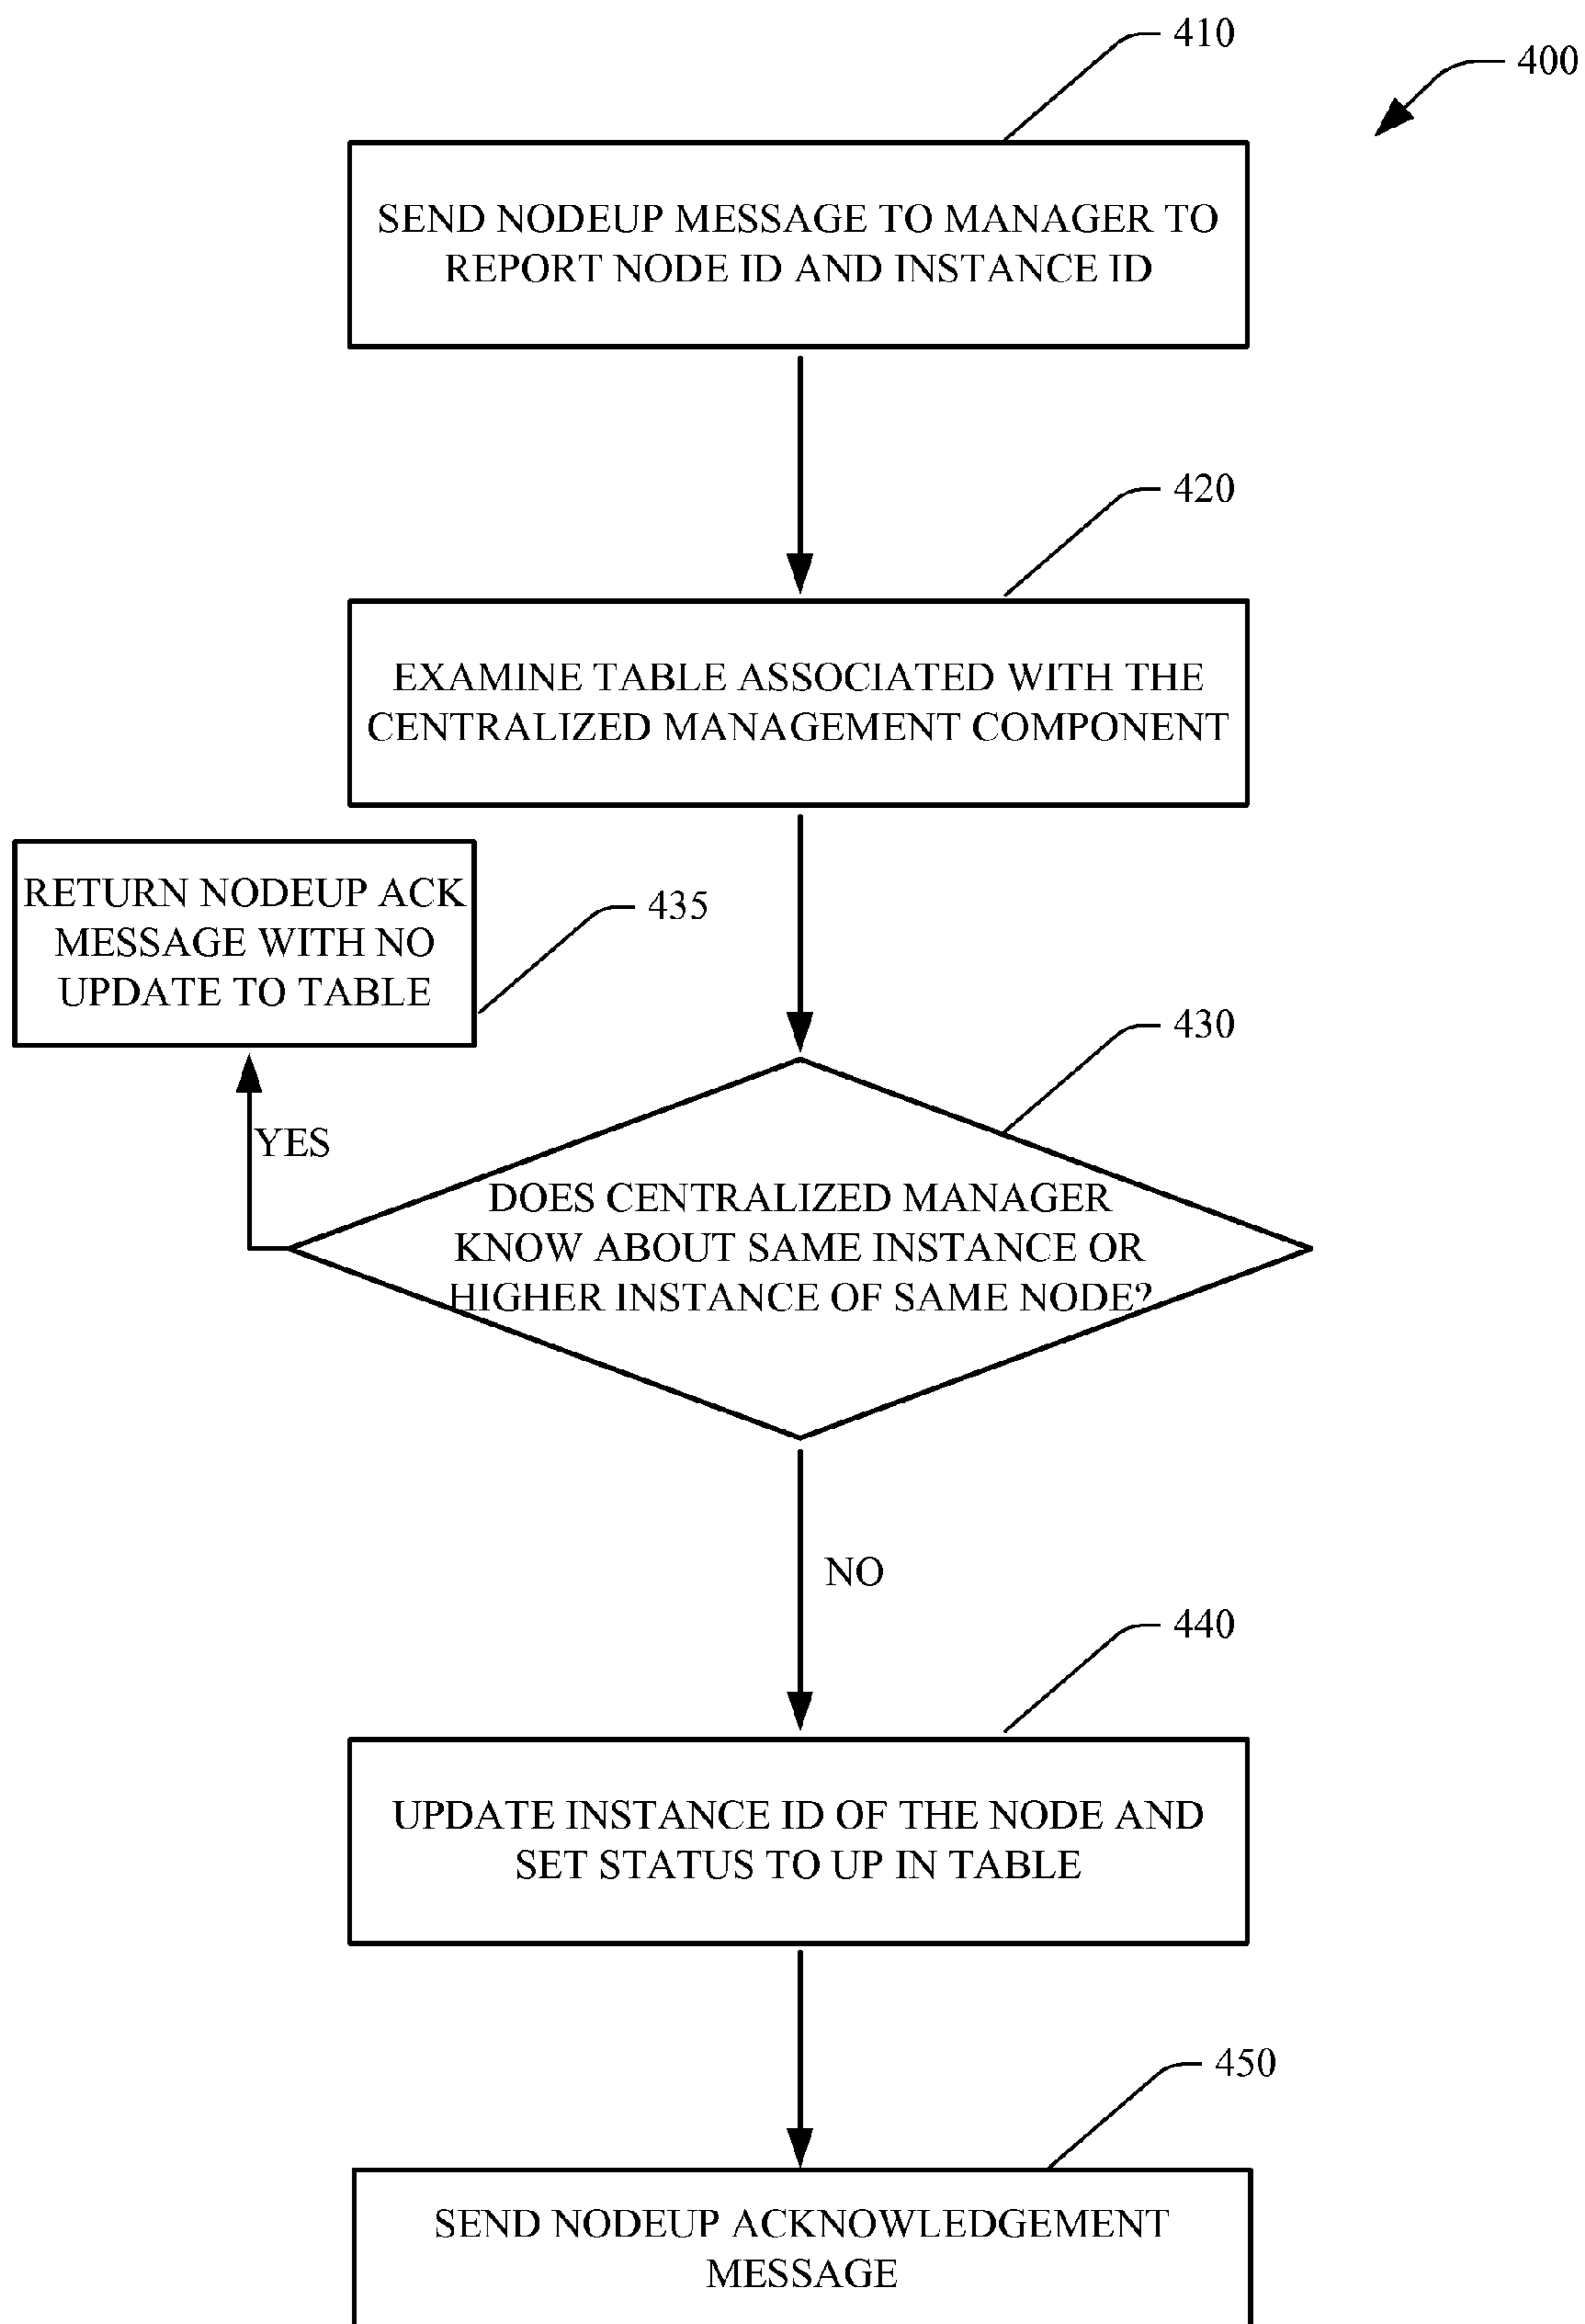 410
400
SEND NODEUP MESSAGE TO MANAGER TO
REPORT NODE ID AND INSTANCE ID
420
EXAMINE TABLE ASSOCIATED WITH THE
CENTRALIZED MANAGEMENT COMPONENT
RETURN NODEUP ACK
MESSAGE WITH NO
UPDATE TO TABLE
435
430
YES
DOES CENTRALIZED MANAGER
KNOW ABOUT SAME INSTANCE OR
HIGHER INSTANCE OF SAME NODE?
NO
440
UPDATE INSTANCE ID OF THE NODE AND
SET STATUS TO UP IN TABLE
450
SEND NODEUP ACKNOWLEDGEMENT
MESSAGE